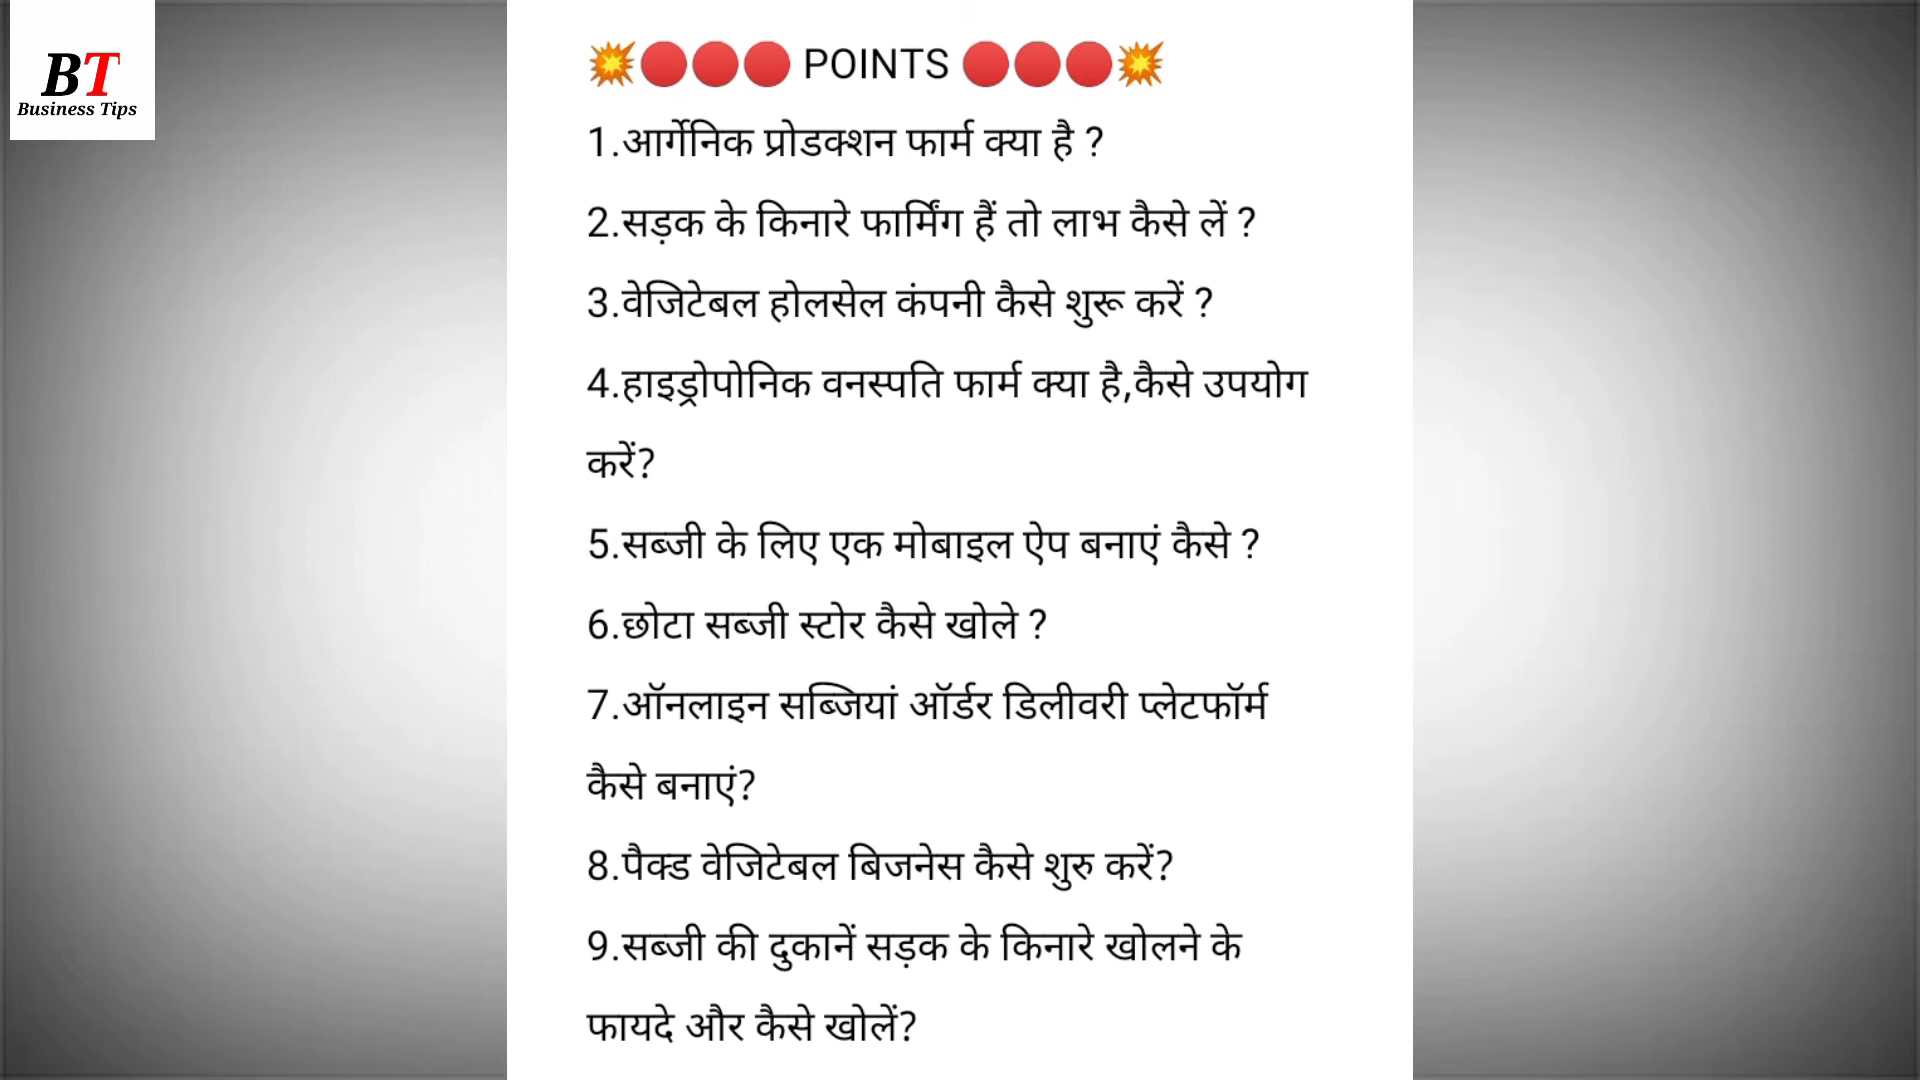 BT
Business Tips
💥🔴🔴🔴 POINTS 🔴🔴🔴💥
1.आर्गेनिक प्रोडक्शन फार्म क्या है ?
2.सड़क के किनारे फार्मिंग हैं तो लाभ कैसे लें ?
3.वेजिटेबल होलसेल कंपनी कैसे शुरू करें ?
4.हाइड्रोपोनिक वनस्पति फार्म क्या है,कैसे उपयोग
करें?
5.सब्जी के लिए एक मोबाइल ऐप बनाएं कैसे ?
6.छोटा सब्जी स्टोर कैसे खोले ?
7.ऑनलाइन सब्जियां ऑर्डर डिलीवरी प्लेटफॉर्म
कैसे बनाएं?
8.पैक्ड वेजिटेबल बिजनेस कैसे शुरु करें?
9.सब्जी की दुकानें सड़क के किनारे खोलने के
फायदे और कैसे खोलें?